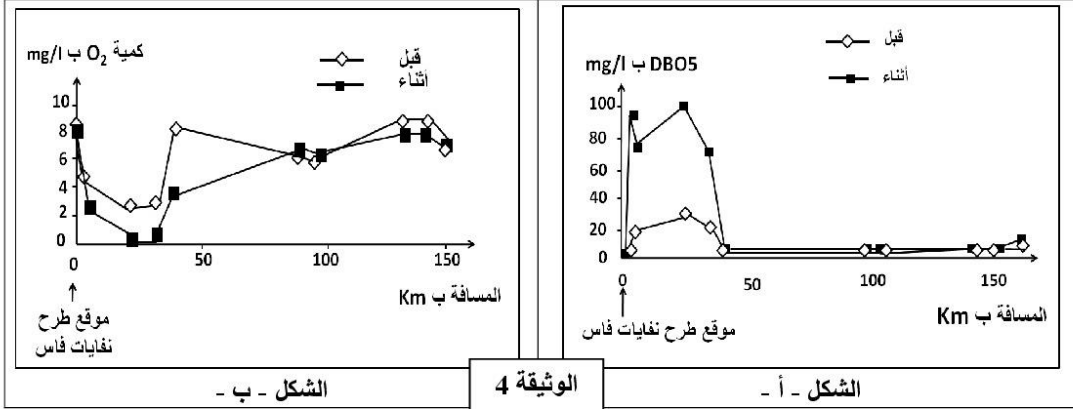 mg/l ب DBO5
قبل
أثناء
100
80
60
40
20
0
0
50
100
150
المسافة ب Km
موقع طرح نفايات فاس
الشكل - أ -
mg/l ب O₂ كمية
قبل
أثناء
10
8
6
4
2
0
0
50
100
150
المسافة ب Km
موقع طرح
نفايات فاس
الشكل - ب -
الوثيقة 4